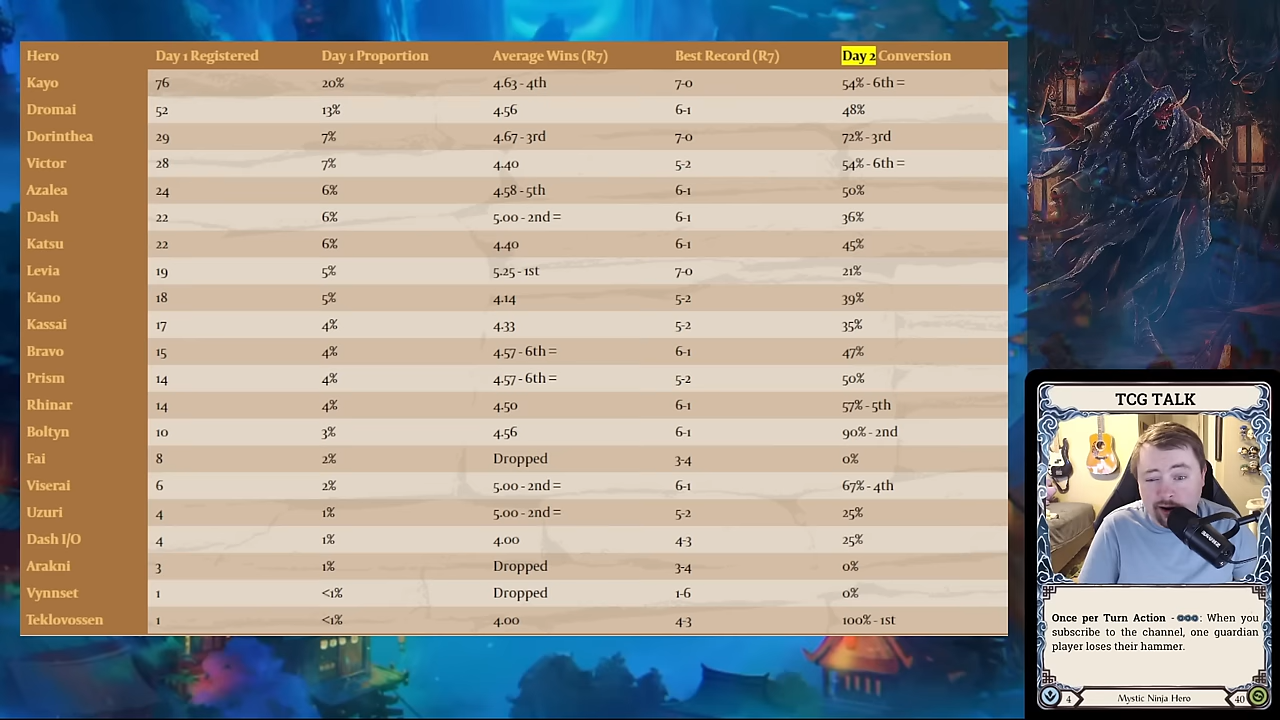 Hero Day 1 Registered Day 1 Proportion Average Wins (R7) Best Record (R7) Day 2 Conversion
Kayo 76 20% 4.63 - 4th 7-0 54% - 6th =
Dromai 52 13% 4.56 6-1 48%
Dorinthea 29 7% 4.67 - 3rd 7-0 72% - 3rd
Victor 28 7% 4.40 5-2 54% - 6th =
Azalea 24 6% 4.58 - 5th 6-1 50%
Dash 22 6% 5.00 - 2nd = 6-1 36%
Katsu 22 6% 4.40 6-1 45%
Levia 19 5% 5.25 - 1st 7-0 21%
Kano 18 5% 4.14 5-2 39%
Kassai 17 4% 4.33 5-2 35%
Bravo 15 4% 4.57 - 6th = 6-1 47%
Prism 14 4% 4.57 - 6th = 5-2 50%
Rhinar 14 4% 4.50 6-1 57% - 5th
Boltyn 10 3% 4.56 6-1 90% - 2nd
Fai 8 2% Dropped 3-4 0%
Viserai 6 2% 5.00 - 2nd = 6-1 67% - 4th
Uzuri 4 1% 5.00 - 2nd = 5-2 25%
Dash I/O 4 1% 4.00 4-3 25%
Arakni 3 1% Dropped 3-4 0%
Vynnset 1 <1% Dropped 1-6 0%
Teklovossen 1 <1% 4.00 4-3 100% - 1st
TCG TALK
Once per Turn Action - : When you
subscribe to the channel, one guardian
player loses their hammer.
4 Mystic Ninja Hero 40